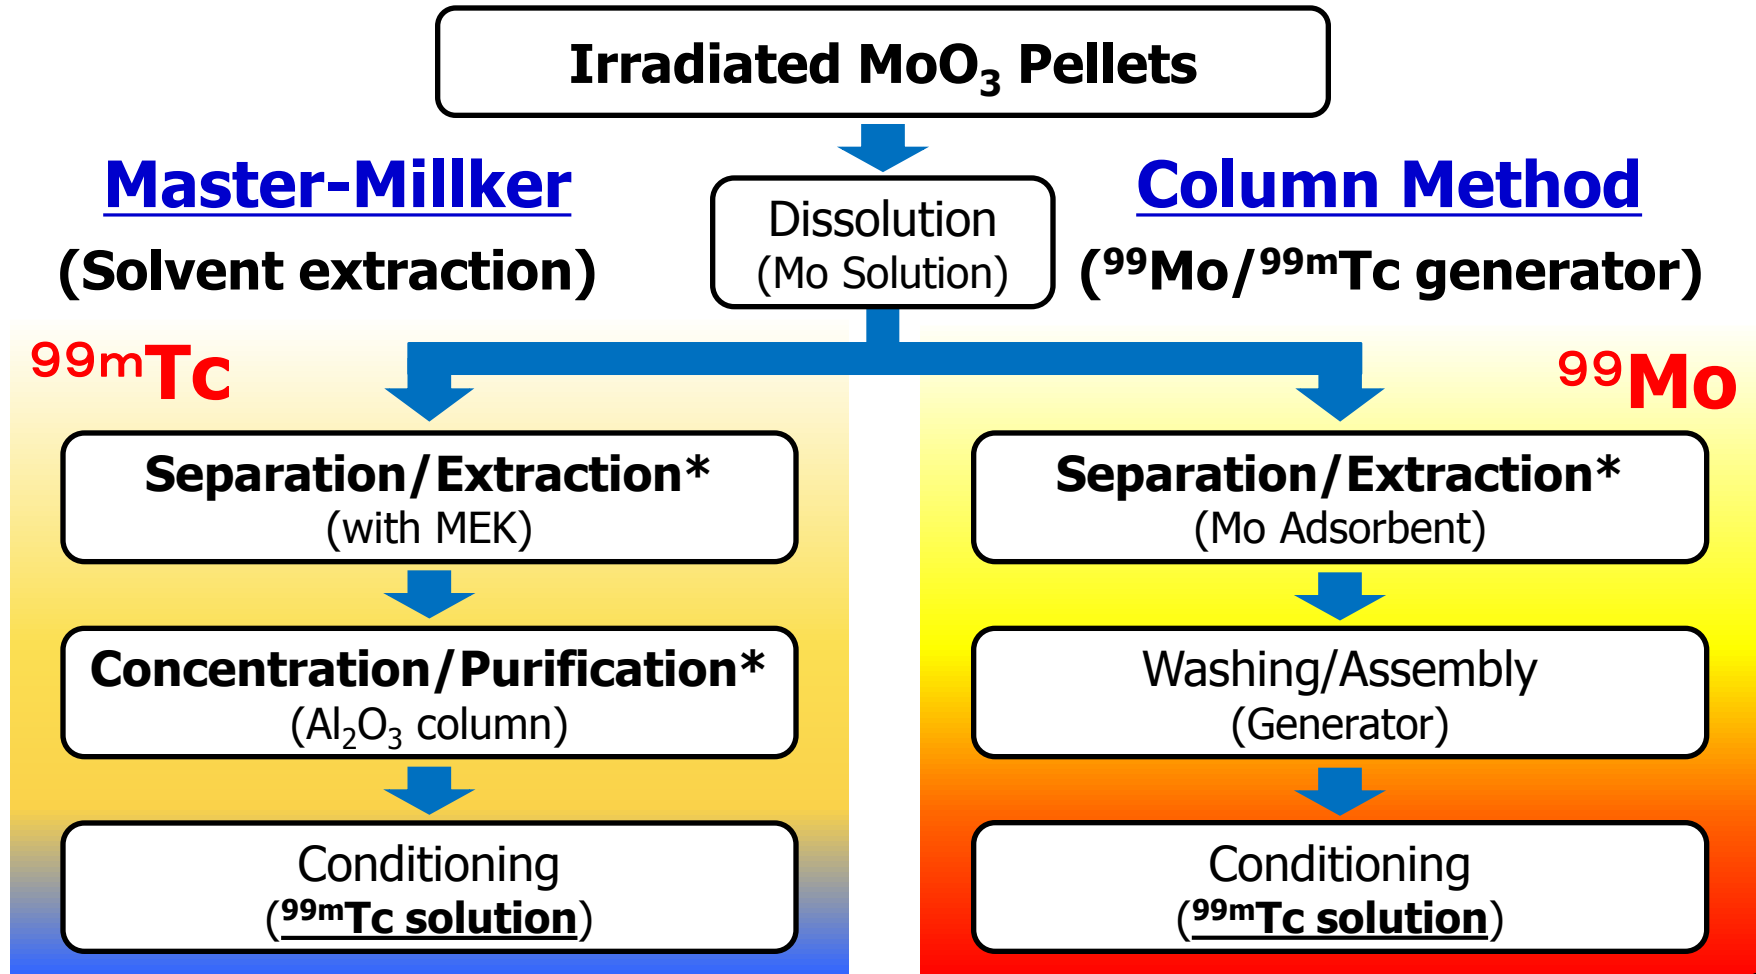 Irradiated MoO₃ Pellets
Master-Millker
(Solvent extraction)
Dissolution
(Mo Solution)
Column Method
(⁹⁹Mo/⁹⁹ᵐTc generator)
⁹⁹ᵐTc
Separation/Extraction*
(with MEK)
Concentration/Purification*
(Al₂O₃ column)
Conditioning
(⁹⁹ᵐTc solution)
⁹⁹Mo
Separation/Extraction*
(Mo Adsorbent)
Washing/Assembly
(Generator)
Conditioning
(⁹⁹ᵐTc solution)